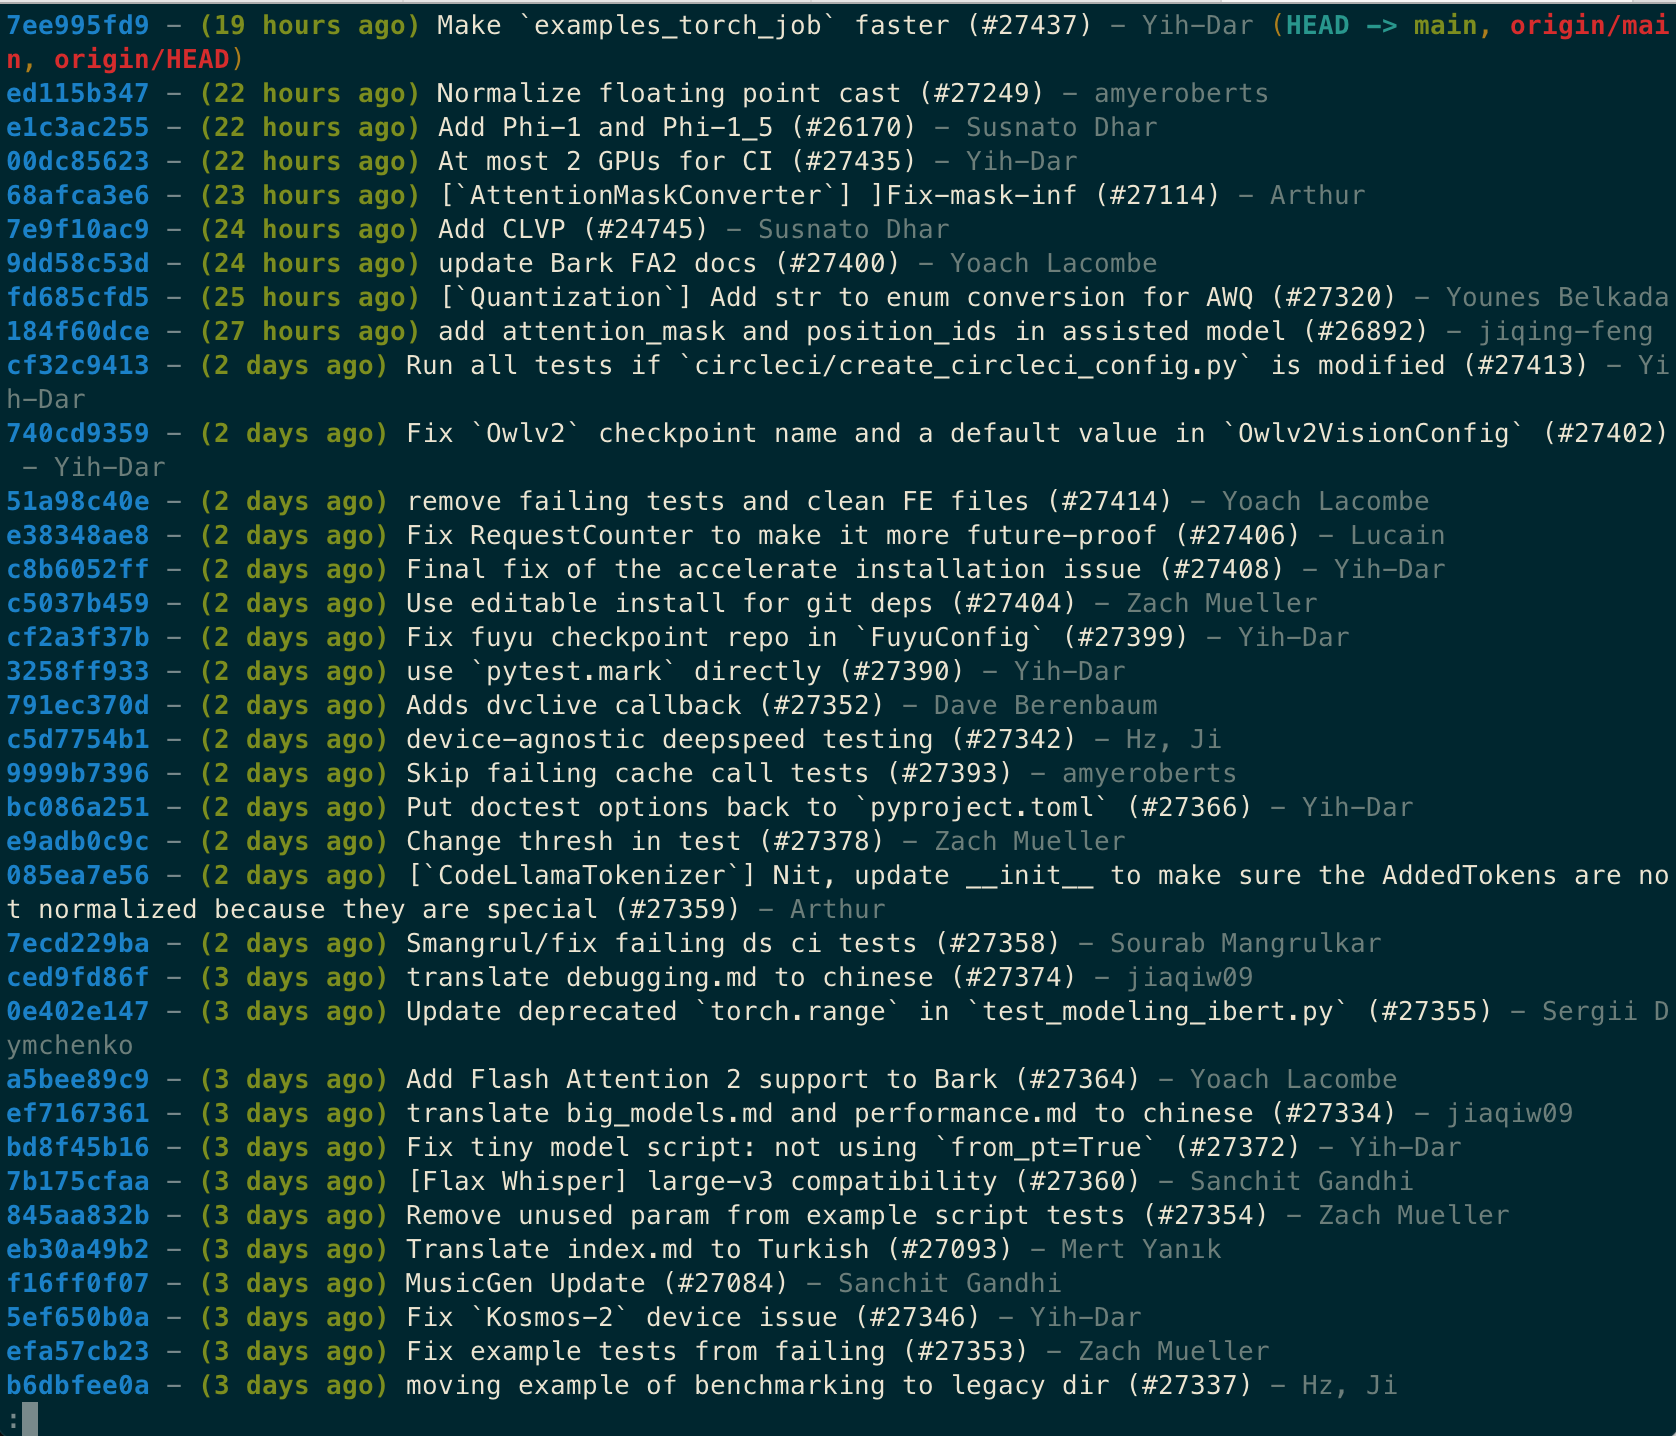 7ee995fd9 - (19 hours ago) Make `examples_torch_job` faster (#27437) - Yih-Dar (HEAD -> main, origin/mai
n, origin/HEAD)
ed115b347 - (22 hours ago) Normalize floating point cast (#27249) - amyeroberts
e1c3ac255 - (22 hours ago) Add Phi-1 and Phi-1_5 (#26170) - Susnato Dhar
00dc85623 - (22 hours ago) At most 2 GPUs for CI (#27435) - Yih-Dar
68afca3e6 - (23 hours ago) [`AttentionMaskConverter`] ]Fix-mask-inf (#27114) - Arthur
7e9f10ac9 - (24 hours ago) Add CLVP (#24745) - Susnato Dhar
9dd58c53d - (24 hours ago) update Bark FA2 docs (#27400) - Yoach Lacombe
fd685cfd5 - (25 hours ago) [`Quantization`] Add str to enum conversion for AWQ (#27320) - Younes Belkada
184f60dce - (27 hours ago) add attention_mask and position_ids in assisted model (#26892) - jiqing-feng
cf32c9413 - (2 days ago) Run all tests if `circleci/create_circleci_config.py` is modified (#27413) - Yi
h-Dar
740cd9359 - (2 days ago) Fix `Owlv2` checkpoint name and a default value in `Owlv2VisionConfig` (#27402)
 - Yih-Dar
51a98c40e - (2 days ago) remove failing tests and clean FE files (#27414) - Yoach Lacombe
e38348ae8 - (2 days ago) Fix RequestCounter to make it more future-proof (#27406) - Lucain
c8b6052ff - (2 days ago) Final fix of the accelerate installation issue (#27408) - Yih-Dar
c5037b459 - (2 days ago) Use editable install for git deps (#27404) - Zach Mueller
cf2a3f37b - (2 days ago) Fix fuyu checkpoint repo in `FuyuConfig` (#27399) - Yih-Dar
3258ff933 - (2 days ago) use `pytest.mark` directly (#27390) - Yih-Dar
791ec370d - (2 days ago) Adds dvclive callback (#27352) - Dave Berenbaum
c5d7754b1 - (2 days ago) device-agnostic deepspeed testing (#27342) - Hz, Ji
9999b7396 - (2 days ago) Skip failing cache call tests (#27393) - amyeroberts
bc086a251 - (2 days ago) Put doctest options back to `pyproject.toml` (#27366) - Yih-Dar
e9adb0c9c - (2 days ago) Change thresh in test (#27378) - Zach Mueller
085ea7e56 - (2 days ago) [`CodeLlamaTokenizer`] Nit, update __init__ to make sure the AddedTokens are no
t normalized because they are special (#27359) - Arthur
7ecd229ba - (2 days ago) Smangrul/fix failing ds ci tests (#27358) - Sourab Mangrulkar
ced9fd86f - (3 days ago) translate debugging.md to chinese (#27374) - jiaqiw09
0e402e147 - (3 days ago) Update deprecated `torch.range` in `test_modeling_ibert.py` (#27355) - Sergii D
ymchenko
a5bee89c9 - (3 days ago) Add Flash Attention 2 support to Bark (#27364) - Yoach Lacombe
ef7167361 - (3 days ago) translate big_models.md and performance.md to chinese (#27334) - jiaqiw09
bd8f45b16 - (3 days ago) Fix tiny model script: not using `from_pt=True` (#27372) - Yih-Dar
7b175cfaa - (3 days ago) [Flax Whisper] large-v3 compatibility (#27360) - Sanchit Gandhi
845aa832b - (3 days ago) Remove unused param from example script tests (#27354) - Zach Mueller
eb30a49b2 - (3 days ago) Translate index.md to Turkish (#27093) - Mert Yanık
f16ff0f07 - (3 days ago) MusicGen Update (#27084) - Sanchit Gandhi
5ef650b0a - (3 days ago) Fix `Kosmos-2` device issue (#27346) - Yih-Dar
efa57cb23 - (3 days ago) Fix example tests from failing (#27353) - Zach Mueller
b6dbfee0a - (3 days ago) moving example of benchmarking to legacy dir (#27337) - Hz, Ji
: